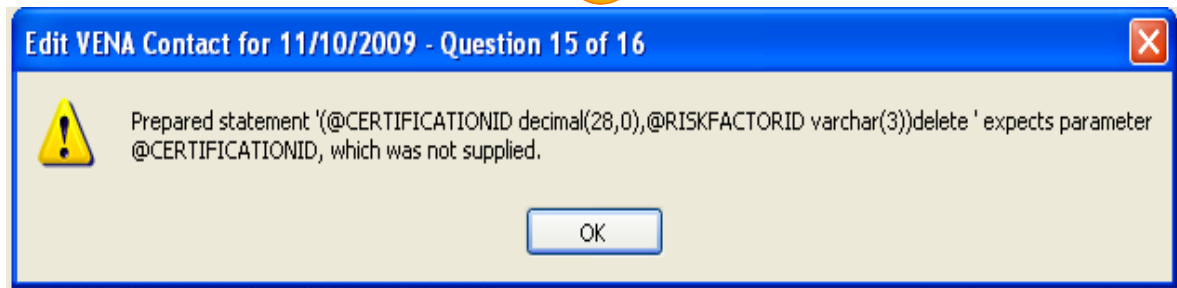 Edit VENA Contact for 11/10/2009 - Question 15 of 16
Prepared statement '(@CERTIFICATIONID decimal(28,0),@RISKFACTORID varchar(3))delete ' expects parameter
@CERTIFICATIONID, which was not supplied.
OK